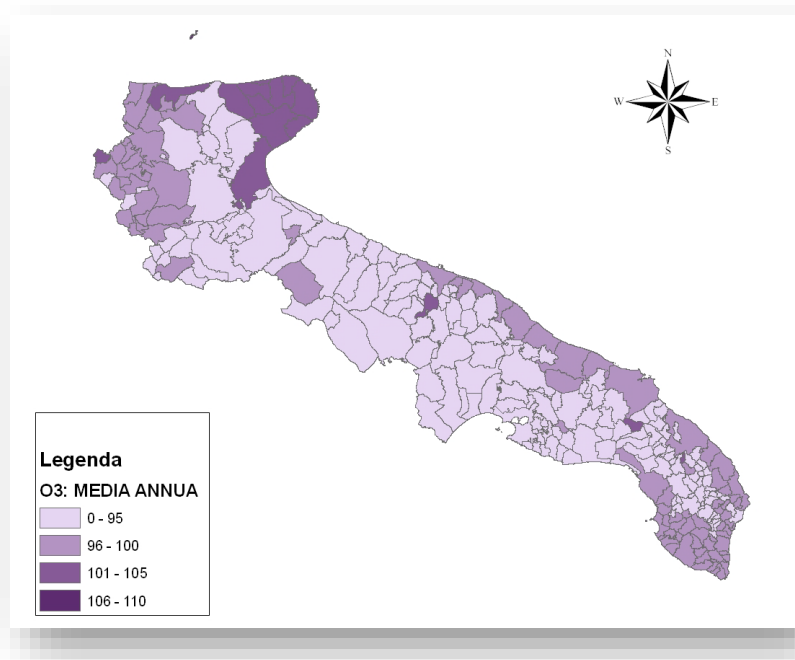 N
W E
S
Legenda
O3: MEDIA ANNUA
0 - 95
96 - 100
101 - 105
106 - 110